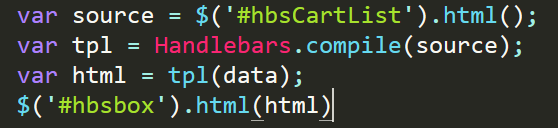 var source = $('#hbsCartList').html();
var tpl = Handlebars.compile(source);
var html = tpl(data);
$('#hbsbox').html(html)